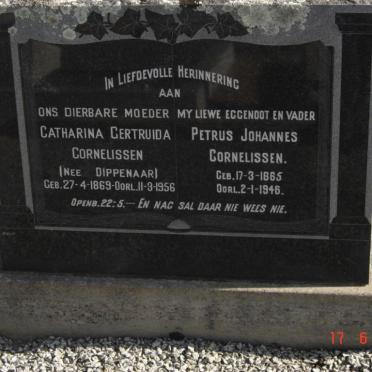 IN LIEFDEVOLLE HERINNERING
AAN
ONS DIERBARE MOEDER
CATHARINA GERTRUIDA
CORNELISSEN
(NEE DIPPENAAR)
GEB. 27-4-1869-OORL. 11-9-1956
MY LIEWE EGGENOOT EN VADER
PETRUS JOHANNES
CORNELISSEN.
GEB. 17-3-1865
OORL. 2-1-1946.
OPENB. 22:5.— EN NAG SAL DAAR NIE WEES NIE.
17 6